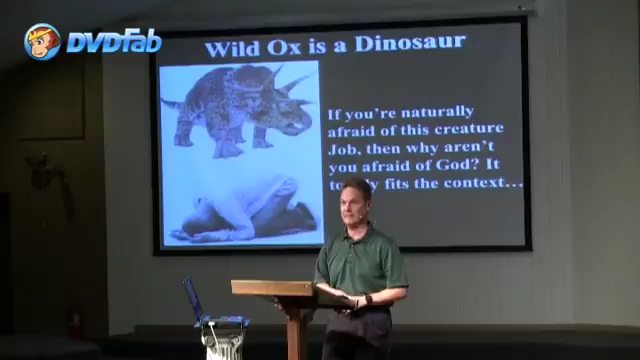 DVDFab
Wild Ox is a Dinosaur
If you're naturally
afraid of this creature
Job, then why aren't
you afraid of God? It
fits the context...